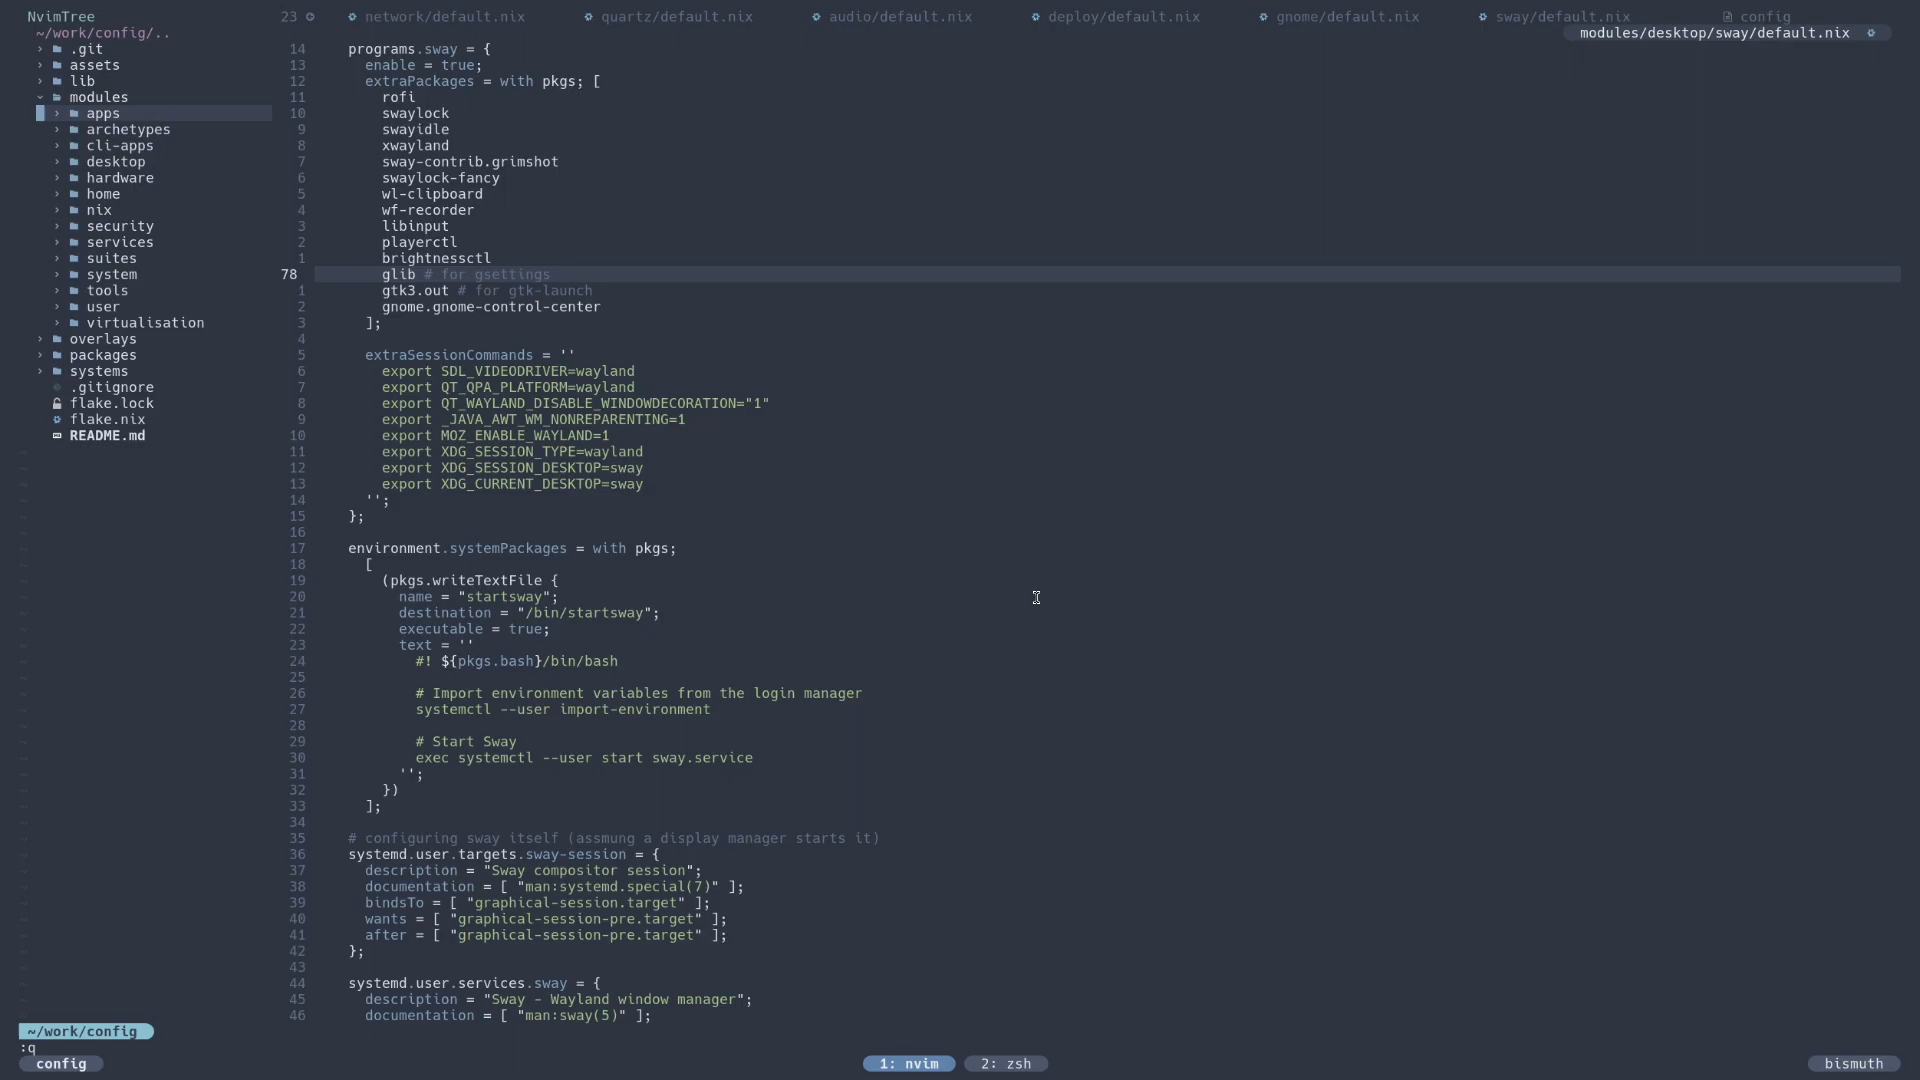 NvimTree
~/work/config/..
.git
assets
lib
modules
apps
archetypes
cli-apps
desktop
hardware
home
nix
security
services
suites
system
tools
user
virtualisation
overlays
packages
systems
.gitignore
flake.lock
flake.nix
README.md
~/work/config
23 network/default.nix quartz/default.nix audio/default.nix deploy/default.nix gnome/default.nix sway/default.nix config
modules/desktop/sway/default.nix
14 programs.sway = {
13 enable = true;
12 extraPackages = with pkgs; [
11 rofi
10 swaylock
9 swayidle
8 xwayland
7 sway-contrib.grimshot
6 swaylock-fancy
5 wl-clipboard
4 wf-recorder
3 libinput
2 playerctl
1 brightnessctl
78 glib # for gsettings
1 gtk3.out # for gtk-launch
2 gnome.gnome-control-center
3 ];
4
5 extraSessionCommands = ''
6 export SDL_VIDEODRIVER=wayland
7 export QT_QPA_PLATFORM=wayland
8 export QT_WAYLAND_DISABLE_WINDOWDECORATION="1"
9 export _JAVA_AWT_WM_NONREPARENTING=1
10 export MOZ_ENABLE_WAYLAND=1
11 export XDG_SESSION_TYPE=wayland
12 export XDG_SESSION_DESKTOP=sway
13 export XDG_CURRENT_DESKTOP=sway
14 '';
15 };
16
17 environment.systemPackages = with pkgs;
18 [
19 (pkgs.writeTextFile {
20 name = "startsway";
21 destination = "/bin/startsway";
22 executable = true;
23 text = ''
24 #! ${pkgs.bash}/bin/bash
25
26 # Import environment variables from the login manager
27 systemctl --user import-environment
28
29 # Start Sway
30 exec systemctl --user start sway.service
31 '';
32 })
33 ];
34
35 # configuring sway itself (assmung a display manager starts it)
36 systemd.user.targets.sway-session = {
37 description = "Sway compositor session";
38 documentation = [ "man:systemd.special(7)" ];
39 bindsTo = [ "graphical-session.target" ];
40 wants = [ "graphical-session-pre.target" ];
41 after = [ "graphical-session-pre.target" ];
42 };
43
44 systemd.user.services.sway = {
45 description = "Sway - Wayland window manager";
46 documentation = [ "man:sway(5)" ];
:q
config 1: nvim 2: zsh bismuth